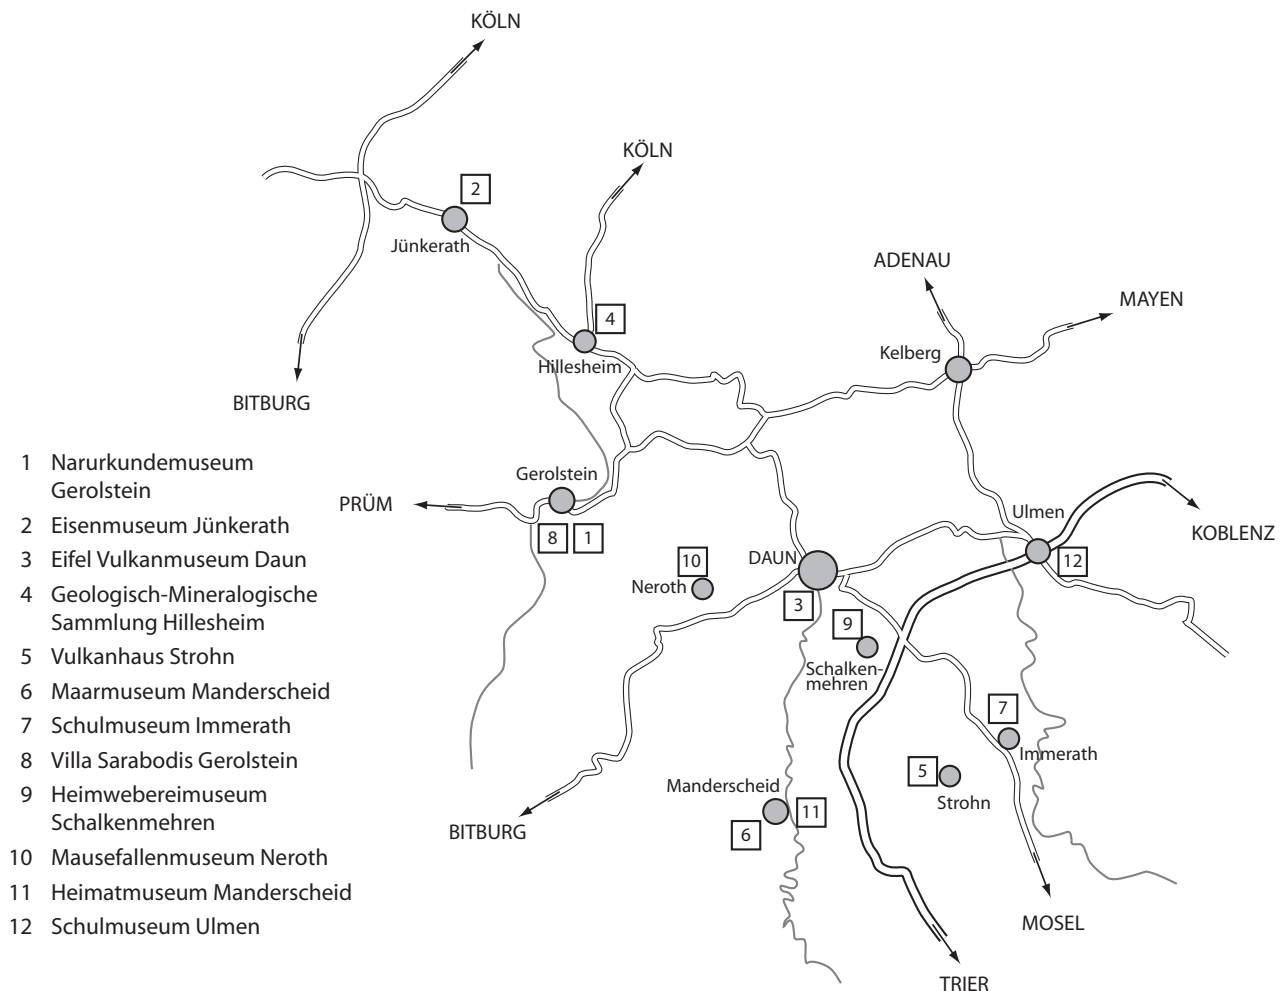 KÖLN
KÖLN
2
Jünkerath
ADENAU
MAYEN
4
Hillesheim
Kelberg
BITBURG
1 Narurkundemuseum
Gerolstein
2 Eisenmuseum Jünkerath
3 Eifel Vulkanmuseum Daun
4 Geologisch-Mineralogische
Sammlung Hillesheim
5 Vulkanhaus Strohn
6 Maarmuseum Manderscheid
7 Schulmuseum Immerath
8 Villa Sarabodis Gerolstein
9 Heimwebereimuseum
Schalkenmehren
10 Mausefallenmuseum Neroth
11 Heimatmuseum Manderscheid
12 Schulmuseum Ulmen
Gerolstein
PRÜM
8 1
Ulmen
KOBLENZ
12
DAUN
10
Neroth
3
9
Schalken-
mehren
7
Immerath
5
Strohn
Manderscheid
11
6
BITBURG
MOSEL
TRIER